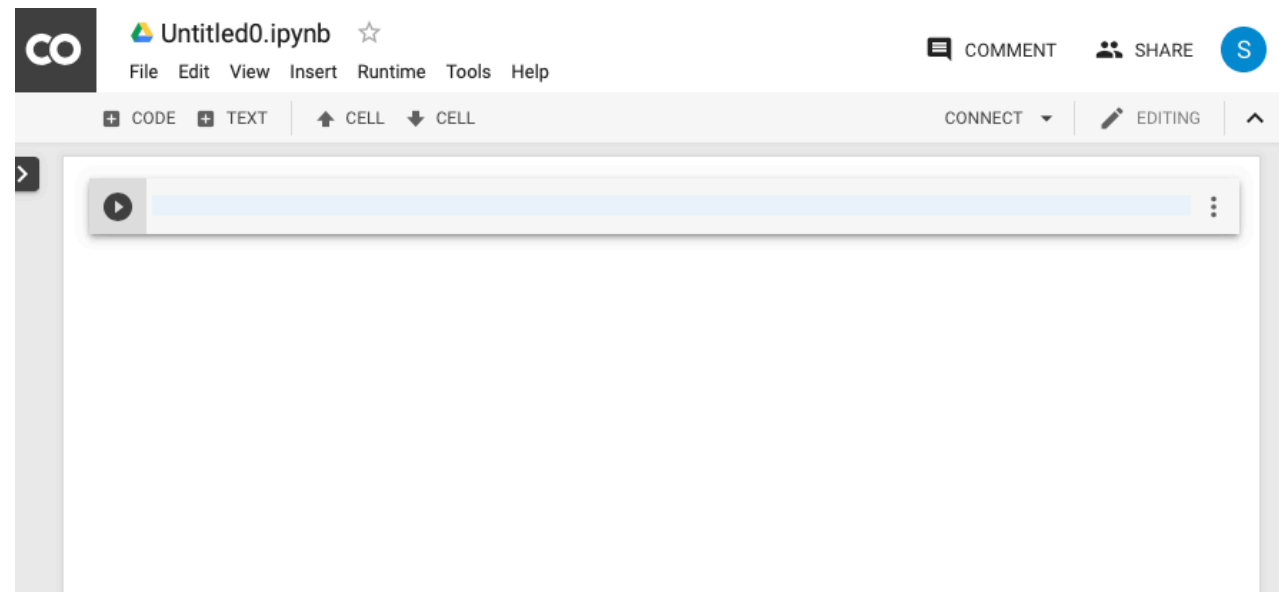 CO Untitled0.ipynb COMMENT SHARE S
File Edit View Insert Runtime Tools Help
CODE TEXT CELL CELL CONNECT EDITING